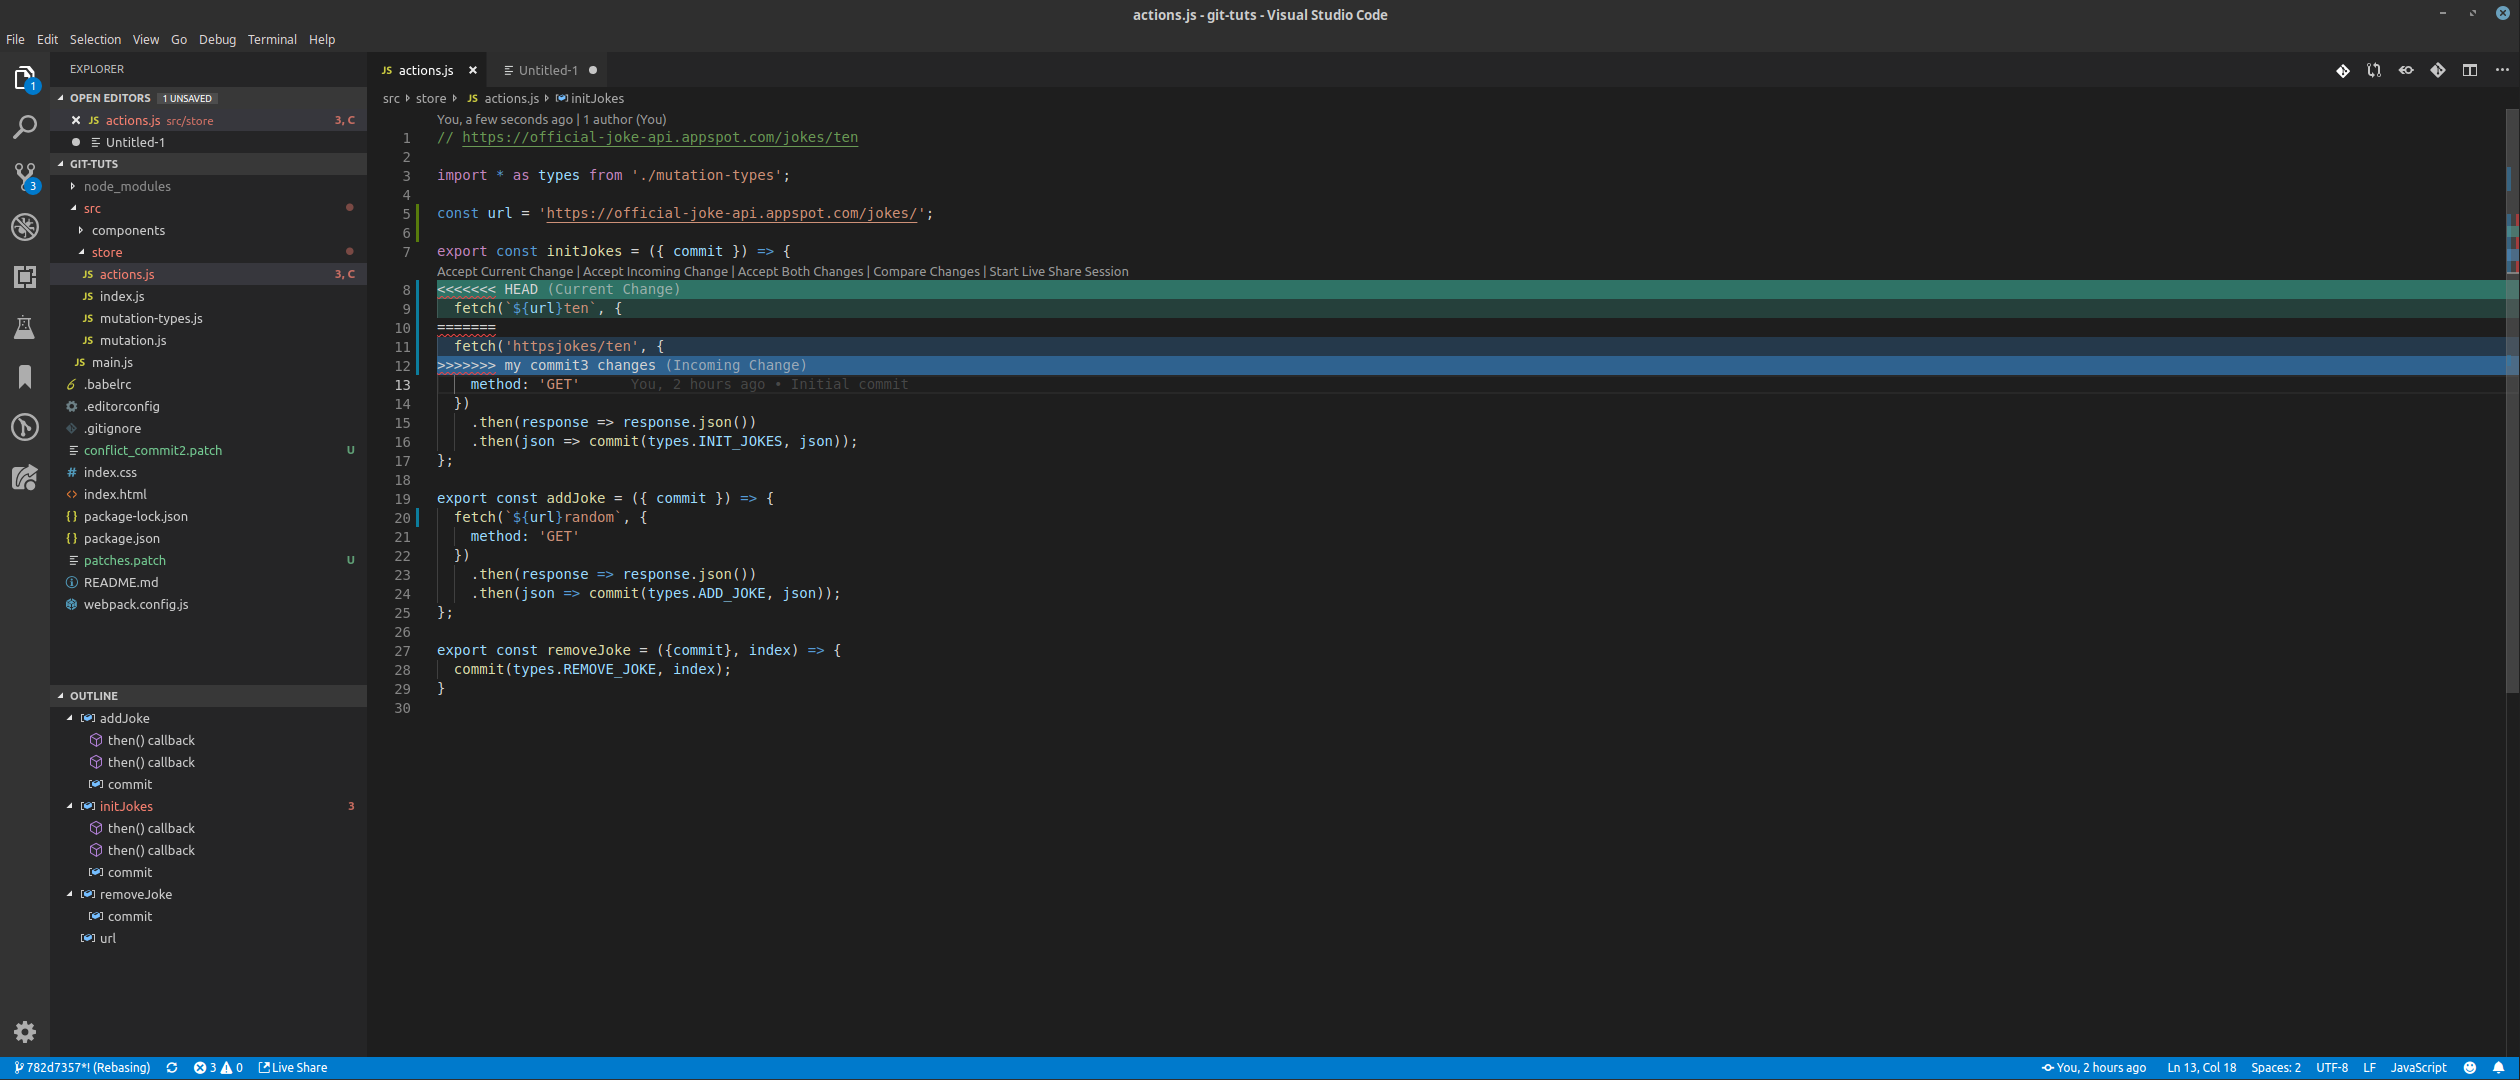 actions.js - git-tuts - Visual Studio Code
File Edit Selection View Go Debug Terminal Help
1
3
EXPLORER
OPEN EDITORS 1 UNSAVED
JS actions.js src/store 3, C
Untitled-1
GIT-TUTS
node_modules
src
components
store
JS actions.js 3, C
JS index.js
JS mutation-types.js
JS mutation.js
JS main.js
.babelrc
.editorconfig
.gitignore
conflict_commit2.patch U
# index.css
<> index.html
{} package-lock.json
{} package.json
patches.patch U
README.md
webpack.config.js
OUTLINE
addJoke
then() callback
then() callback
commit
initJokes 3
then() callback
then() callback
commit
removeJoke
commit
url
JS actions.js Untitled-1
src store JS actions.js initJokes
You, a few seconds ago | 1 author (You)
1 // https://official-joke-api.appspot.com/jokes/ten
2
3 import * as types from './mutation-types';
4
5 const url = 'https://official-joke-api.appspot.com/jokes/';
6
7 export const initJokes = ({ commit }) => {
Accept Current Change | Accept Incoming Change | Accept Both Changes | Compare Changes | Start Live Share Session
8 <<<<<<< HEAD (Current Change)
9 fetch(`${url}ten`, {
10 =======
11 fetch('httpsjokes/ten', {
12 >>>>>>> my commit3 changes (Incoming Change)
13 method: 'GET' You, 2 hours ago • Initial commit
14 })
15 .then(response => response.json())
16 .then(json => commit(types.INIT_JOKES, json));
17 };
18
19 export const addJoke = ({ commit }) => {
20 fetch(`${url}random`, {
21 method: 'GET'
22 })
23 .then(response => response.json())
24 .then(json => commit(types.ADD_JOKE, json));
25 };
26
27 export const removeJoke = ({commit}, index) => {
28 commit(types.REMOVE_JOKE, index);
29 }
30
782d7357*! (Rebasing) 3 0 Live Share You, 2 hours ago Ln 13, Col 18 Spaces: 2 UTF-8 LF JavaScript